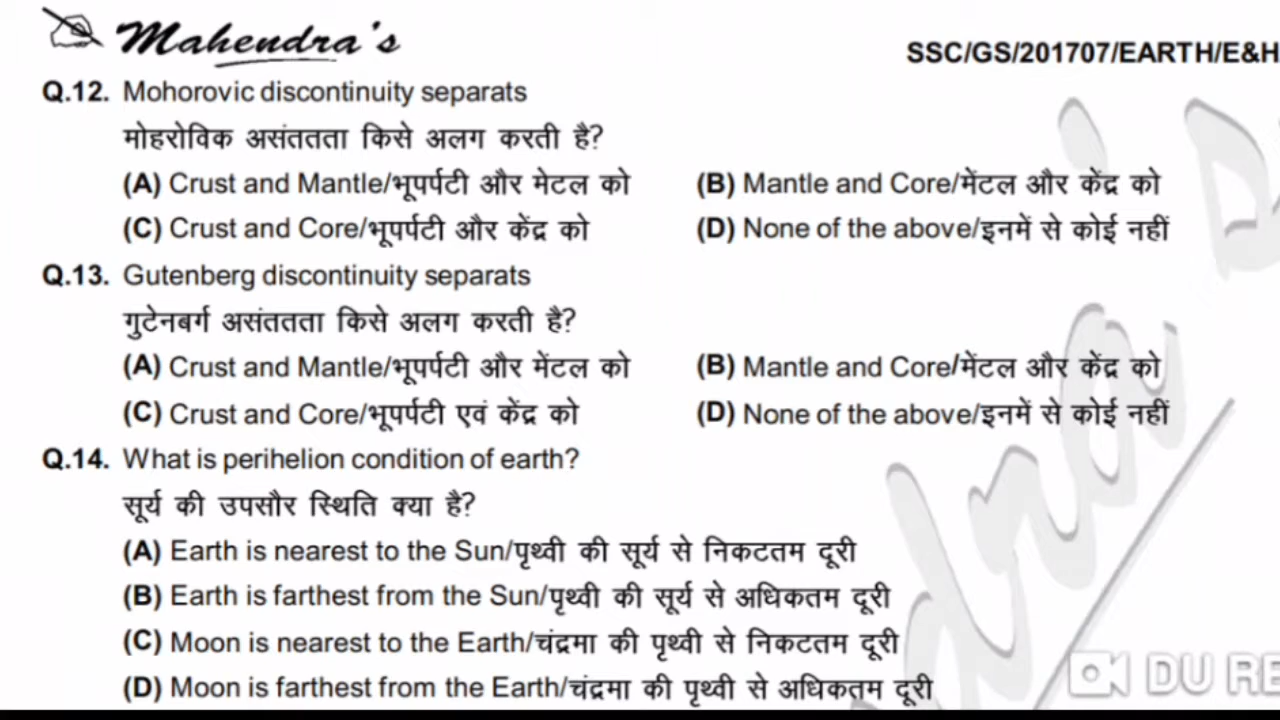 Mahendra's
SSC/GS/201707/EARTH/E&H
Q.12. Mohorovic discontinuity separats
मोहरोविक असंततता किसे अलग करती है?
(A) Crust and Mantle/भूपर्पटी और मेटल को (B) Mantle and Core/मेंटल और केंद्र को
(C) Crust and Core/भूपर्पटी और केंद्र को (D) None of the above/इनमें से कोई नहीं
Q.13. Gutenberg discontinuity separats
गुटेनबर्ग असंततता किसे अलग करती है?
(A) Crust and Mantle/भूपर्पटी और मेंटल को (B) Mantle and Core/मेंटल और केंद्र को
(C) Crust and Core/भूपर्पटी एवं केंद्र को (D) None of the above/इनमें से कोई नहीं
Q.14. What is perihelion condition of earth?
सूर्य की उपसौर स्थिति क्या है?
(A) Earth is nearest to the Sun/पृथ्वी की सूर्य से निकटतम दूरी
(B) Earth is farthest from the Sun/पृथ्वी की सूर्य से अधिकतम दूरी
(C) Moon is nearest to the Earth/चंद्रमा की पृथ्वी से निकटतम दूरी
(D) Moon is farthest from the Earth/चंद्रमा की पृथ्वी से अधिकतम दूरी
DU RE